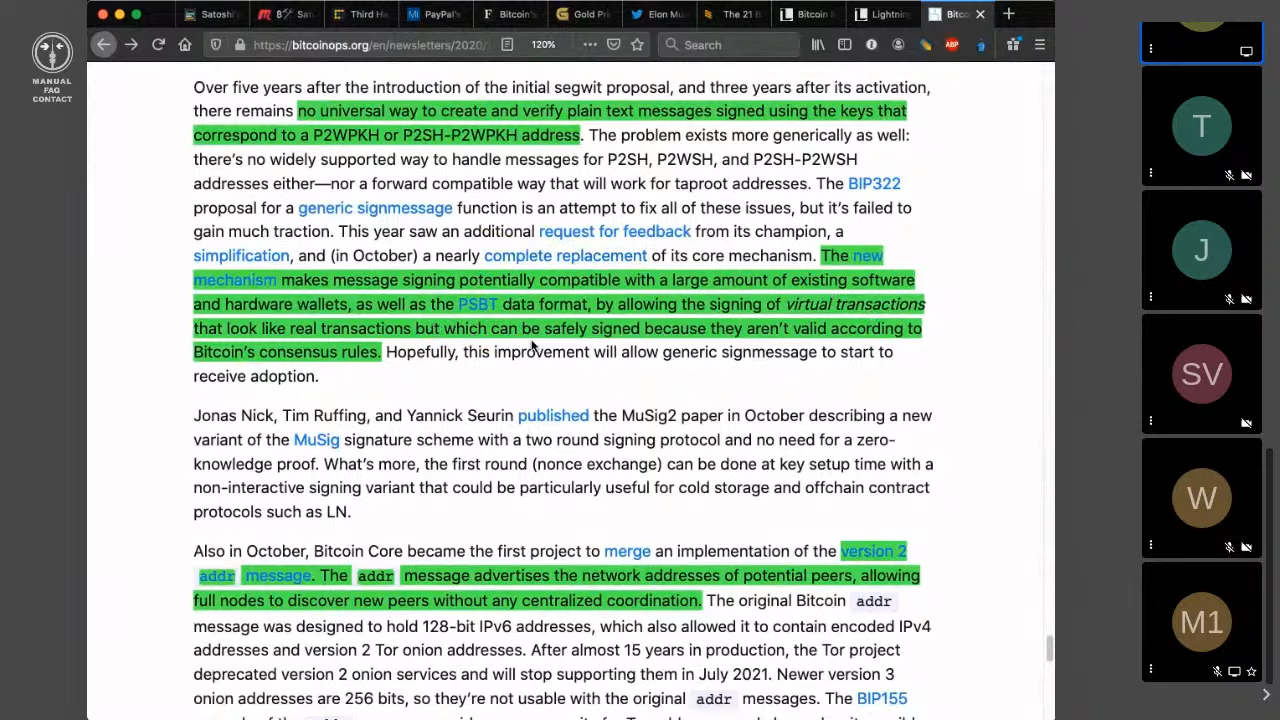 MANUAL
FAQ
CONTACT
Satoshi'
Sat
Third Ha
PayPal's
Bitcoin's
Gold Pri
Elon Mu
The 21 B
Bitcoin I
Lightnin
Bitco
https://bitcoinops.org/en/newsletters/2020/
120%
Search
ABP
Over five years after the introduction of the initial segwit proposal, and three years after its activation,
there remains no universal way to create and verify plain text messages signed using the keys that
correspond to a P2WPKH or P2SH-P2WPKH address. The problem exists more generically as well:
there's no widely supported way to handle messages for P2SH, P2WSH, and P2SH-P2WSH
addresses either—nor a forward compatible way that will work for taproot addresses. The BIP322
proposal for a generic signmessage function is an attempt to fix all of these issues, but it's failed to
gain much traction. This year saw an additional request for feedback from its champion, a
simplification, and (in October) a nearly complete replacement of its core mechanism. The new
mechanism makes message signing potentially compatible with a large amount of existing software
and hardware wallets, as well as the PSBT data format, by allowing the signing of virtual transactions
that look like real transactions but which can be safely signed because they aren't valid according to
Bitcoin's consensus rules. Hopefully, this improvement will allow generic signmessage to start to
receive adoption.
Jonas Nick, Tim Ruffing, and Yannick Seurin published the MuSig2 paper in October describing a new
variant of the MuSig signature scheme with a two round signing protocol and no need for a zero-
knowledge proof. What's more, the first round (nonce exchange) can be done at key setup time with a
non-interactive signing variant that could be particularly useful for cold storage and offchain contract
protocols such as LN.
Also in October, Bitcoin Core became the first project to merge an implementation of the version 2
addr message. The addr message advertises the network addresses of potential peers, allowing
full nodes to discover new peers without any centralized coordination. The original Bitcoin addr
message was designed to hold 128-bit IPv6 addresses, which also allowed it to contain encoded IPv4
addresses and version 2 Tor onion addresses. After almost 15 years in production, the Tor project
deprecated version 2 onion services and will stop supporting them in July 2021. Newer version 3
onion addresses are 256 bits, so they're not usable with the original addr messages. The BIP155
T
J
SV
W
M1